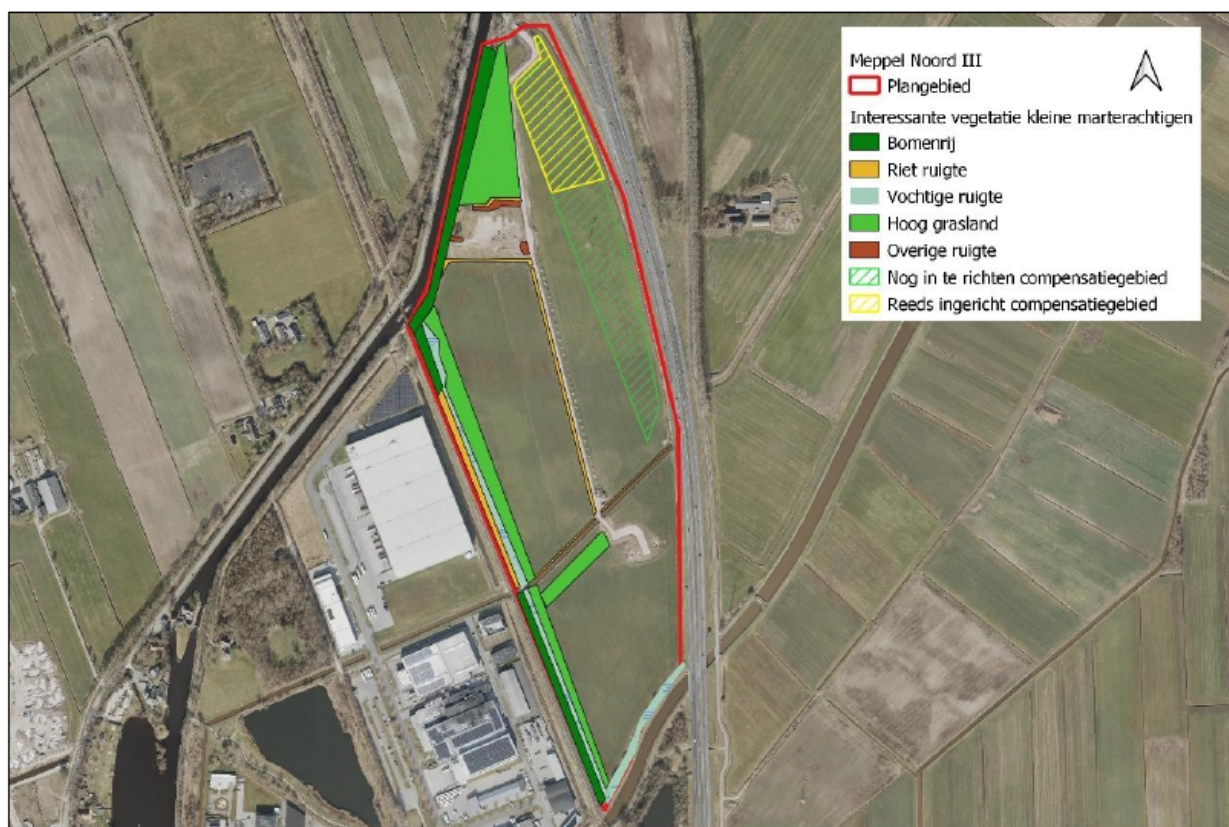 Meppel Noord III
Plangebied
Interessante vegetatie kleine marterachtigen
Bomenrij
Riet ruigte
Vochtige ruigte
Hoog grasland
Overige ruigte
Nog in te richten compensatiegebied
Reeds ingericht compensatiegebied